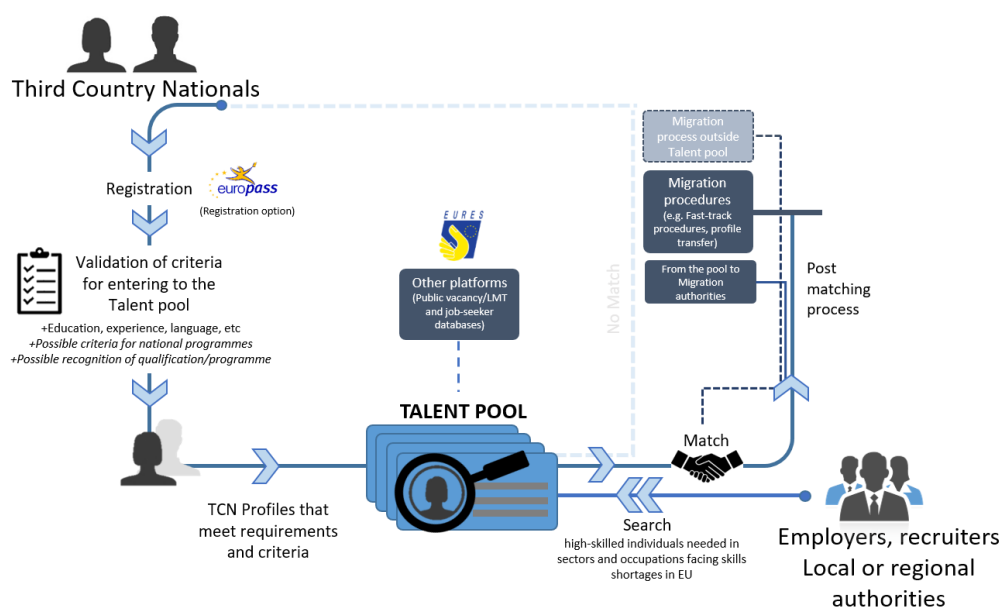 Third Country Nationals
Registration
europass
(Registration option)
Validation of criteria
for entering to the
Talent pool
+Education, experience, language, etc
+Possible criteria for national programmes
+Possible recognition of qualification/programme
TCN Profiles that
meet requirements
and criteria
EURES
Other platforms
(Public vacancy/LMT
and job-seeker
databases)
TALENT POOL
No Match
Migration
process outside
Talent pool
Migration
procedures
(e.g. Fast-track
procedures, profile
transfer)
From the pool to
Migration
authorities
Post
matching
process
Match
Search
high-skilled individuals needed in
sectors and occupations facing skills
shortages in EU
Employers, recruiters
Local or regional
authorities